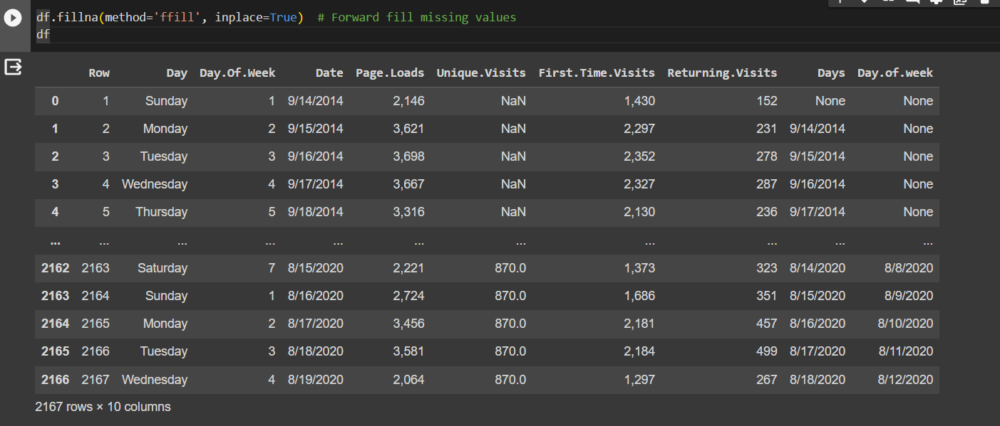 df.fillna(method='ffill', inplace=True)  # Forward fill missing values
df
Row Day Day.Of.Week Date Page.Loads Unique.Visits First.Time.Visits Returning.Visits Days Day.of.week
0 1 Sunday 1 9/14/2014 2,146 NaN 1,430 152 None None
1 2 Monday 2 9/15/2014 3,621 NaN 2,297 231 9/14/2014 None
2 3 Tuesday 3 9/16/2014 3,698 NaN 2,352 278 9/15/2014 None
3 4 Wednesday 4 9/17/2014 3,667 NaN 2,327 287 9/16/2014 None
4 5 Thursday 5 9/18/2014 3,316 NaN 2,130 236 9/17/2014 None
... ... ... ... ... ... ... ... ... ... ...
2162 2163 Saturday 7 8/15/2020 2,221 870.0 1,373 323 8/14/2020 8/8/2020
2163 2164 Sunday 1 8/16/2020 2,724 870.0 1,686 351 8/15/2020 8/9/2020
2164 2165 Monday 2 8/17/2020 3,456 870.0 2,181 457 8/16/2020 8/10/2020
2165 2166 Tuesday 3 8/18/2020 3,581 870.0 2,184 499 8/17/2020 8/11/2020
2166 2167 Wednesday 4 8/19/2020 2,064 870.0 1,297 267 8/18/2020 8/12/2020
2167 rows × 10 columns